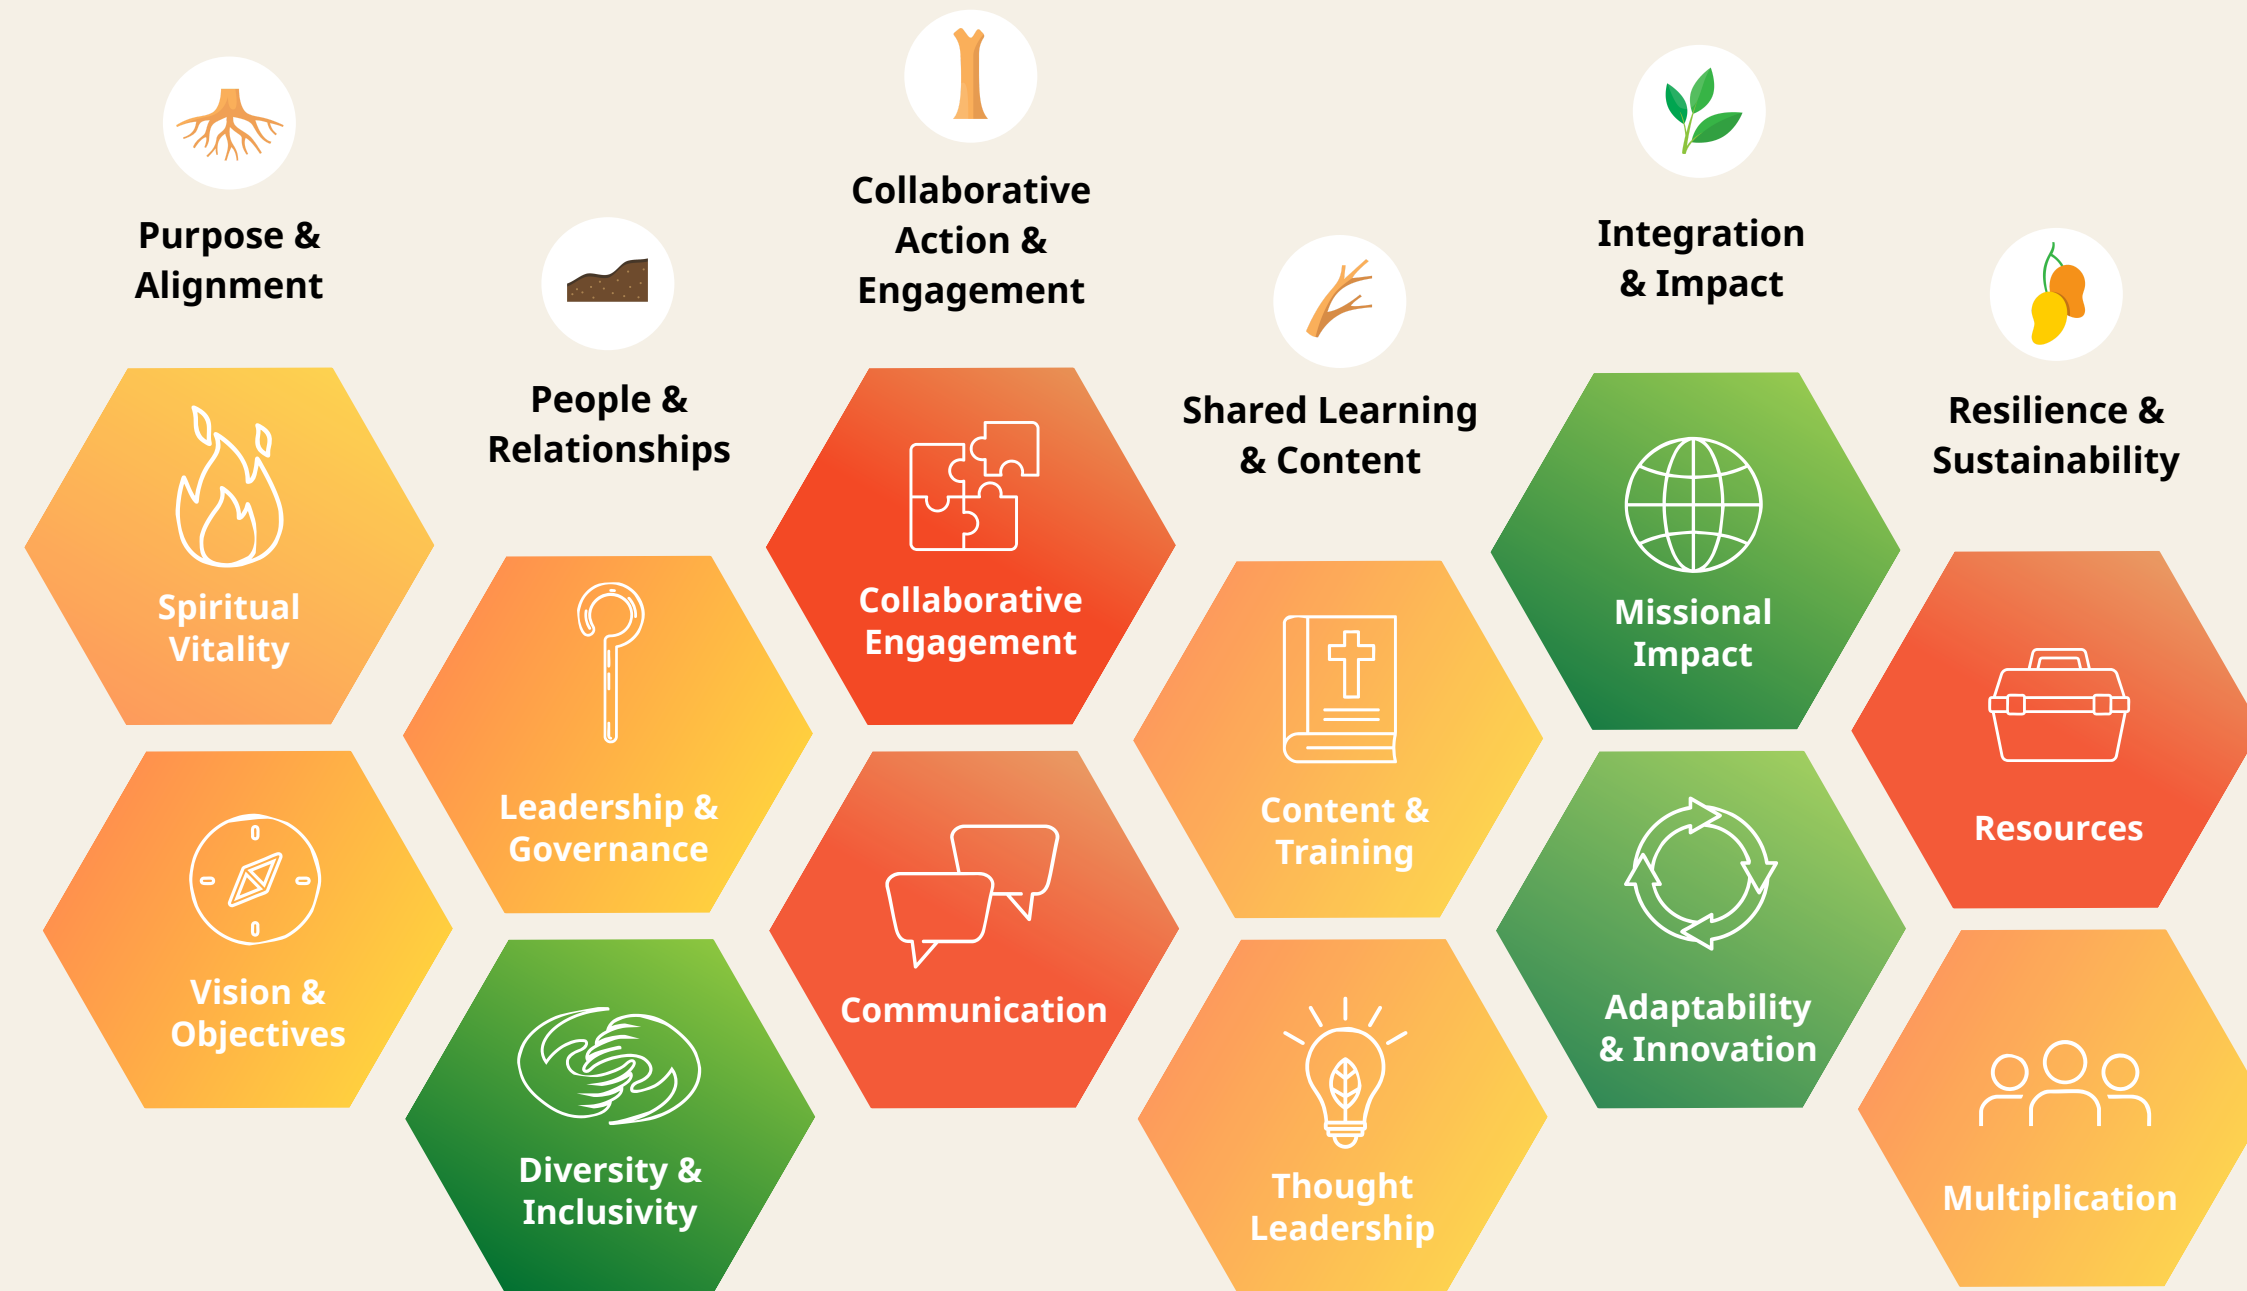 Purpose &
Alignment
Spiritual
Vitality
Vision &
Objectives
People &
Relationships
Leadership &
Governance
Diversity &
Inclusivity
Collaborative
Action &
Engagement
Collaborative
Engagement
Communication
Shared Learning
& Content
Content &
Training
Thought
Leadership
Integration
& Impact
Missional
Impact
Adaptability
& Innovation
Resilience &
Sustainability
Resources
Multiplication